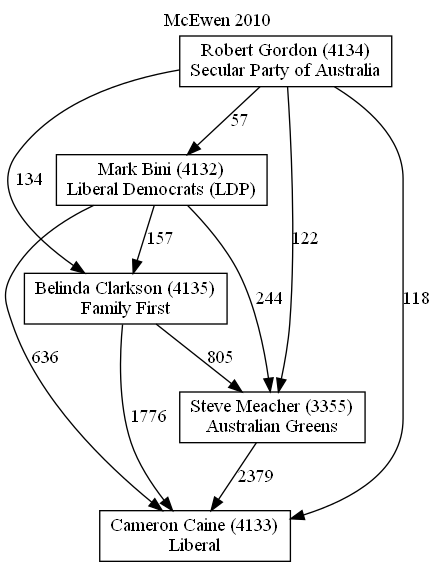 McEwen 2010
Robert Gordon (4134)
Secular Party of Australia
57
Mark Bini (4132)
Liberal Democrats (LDP)
134
157
122
Belinda Clarkson (4135)
Family First
244
118
636
805
Steve Meacher (3355)
Australian Greens
1776
2379
Cameron Caine (4133)
Liberal